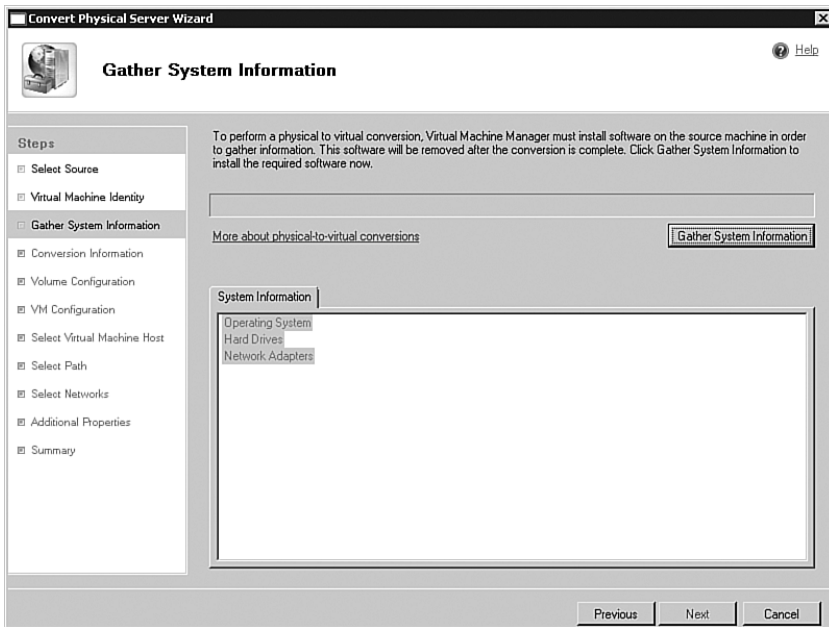 Convert Physical Server Wizard
Gather System Information
Help
Steps
Select Source
Virtual Machine Identity
Gather System Information
Conversion Information
Volume Configuration
VM Configuration
Select Virtual Machine Host
Select Path
Select Networks
Additional Properties
Summary
To perform a physical to virtual conversion, Virtual Machine Manager must install software on the source machine in order
to gather information. This software will be removed after the conversion is complete. Click Gather System Information to
install the required software now.
More about physical-to-virtual conversions
Gather System Information
System Information
Operating System
Hard Drives
Network Adapters
Previous
Next
Cancel